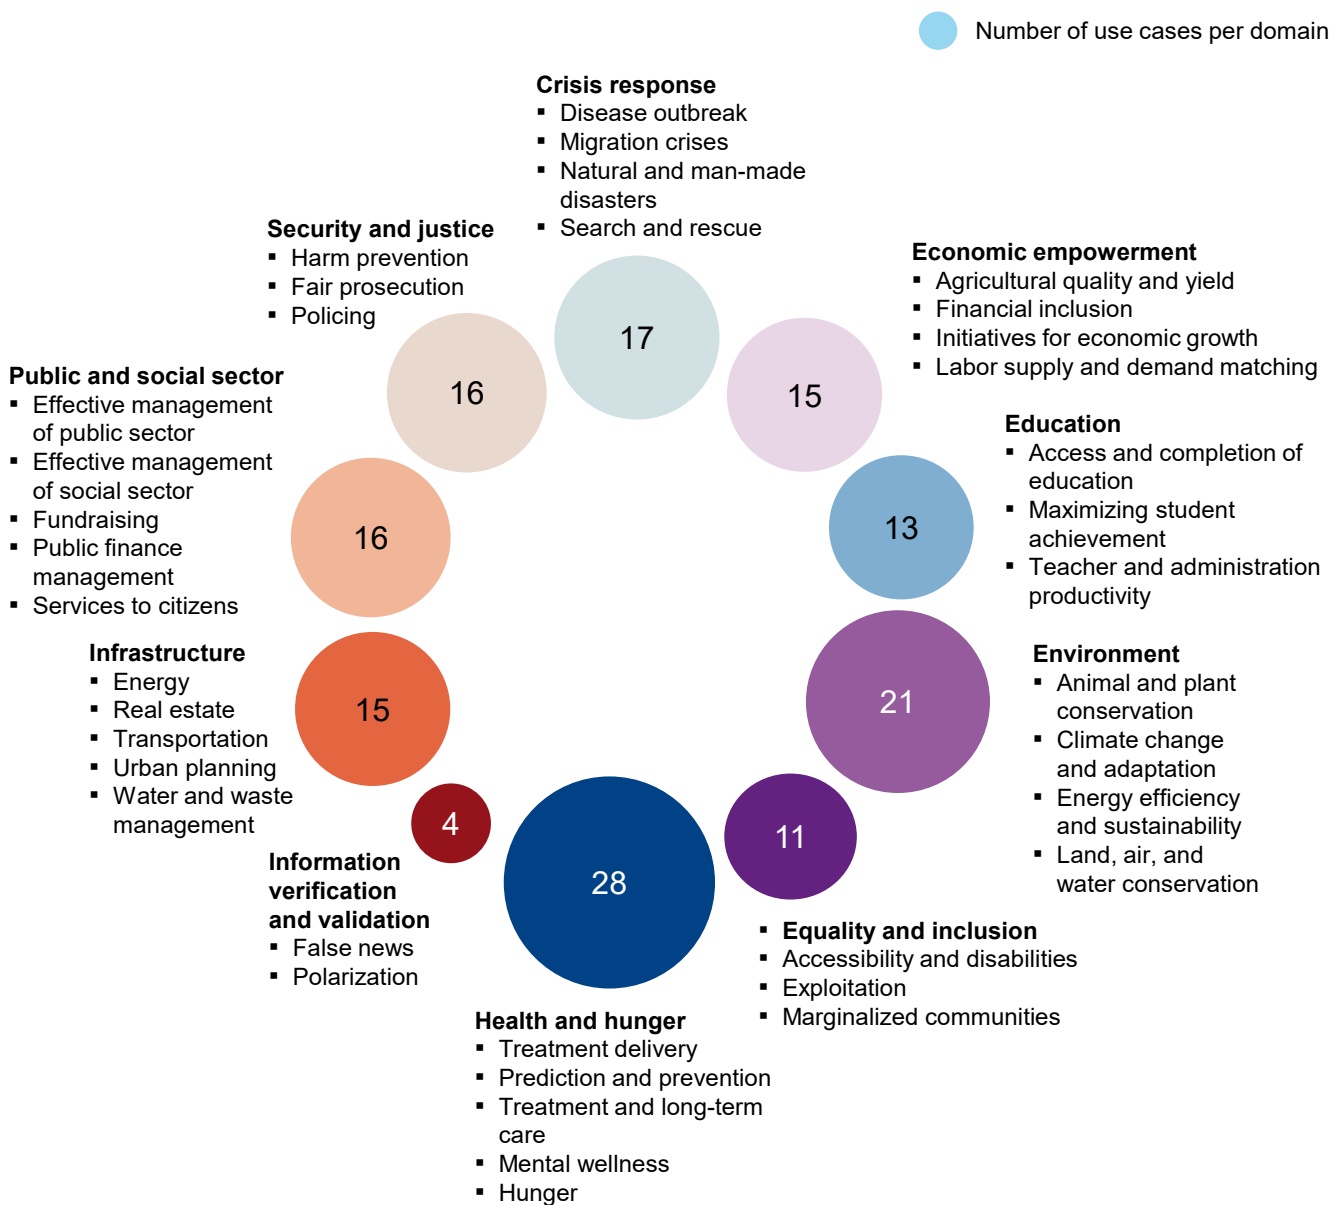 Number of use cases per domain
Crisis response
▪ Disease outbreak
▪ Migration crises
▪ Natural and man-made
disasters
▪ Search and rescue
17
Economic empowerment
▪ Agricultural quality and yield
▪ Financial inclusion
▪ Initiatives for economic growth
▪ Labor supply and demand matching
15
Education
▪ Access and completion of
education
▪ Maximizing student
achievement
▪ Teacher and administration
productivity
13
Environment
▪ Animal and plant
conservation
▪ Climate change
and adaptation
▪ Energy efficiency
and sustainability
▪ Land, air, and
water conservation
21
▪ Equality and inclusion
▪ Accessibility and disabilities
▪ Exploitation
▪ Marginalized communities
11
Health and hunger
▪ Treatment delivery
▪ Prediction and prevention
▪ Treatment and long-term
care
▪ Mental wellness
▪ Hunger
28
Information
verification
and validation
▪ False news
▪ Polarization
4
Infrastructure
▪ Energy
▪ Real estate
▪ Transportation
▪ Urban planning
▪ Water and waste
management
15
Public and social sector
▪ Effective management
of public sector
▪ Effective management
of social sector
▪ Fundraising
▪ Public finance
management
▪ Services to citizens
16
Security and justice
▪ Harm prevention
▪ Fair prosecution
▪ Policing
16